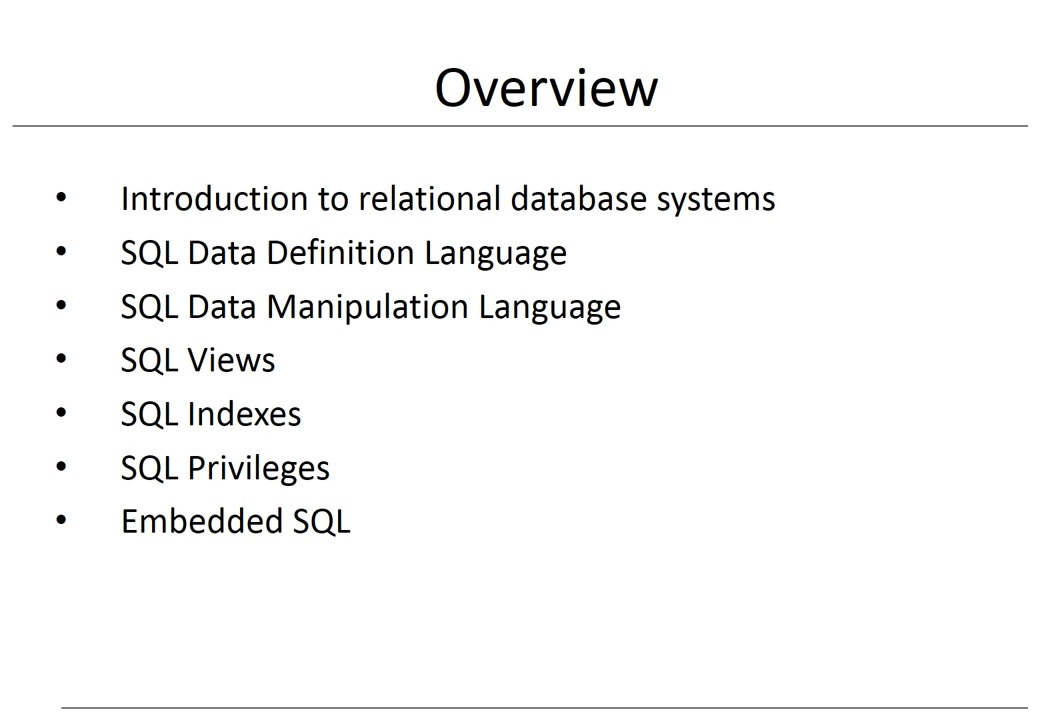 Overview
• Introduction to relational database systems
• SQL Data Definition Language
• SQL Data Manipulation Language
• SQL Views
• SQL Indexes
• SQL Privileges
• Embedded SQL